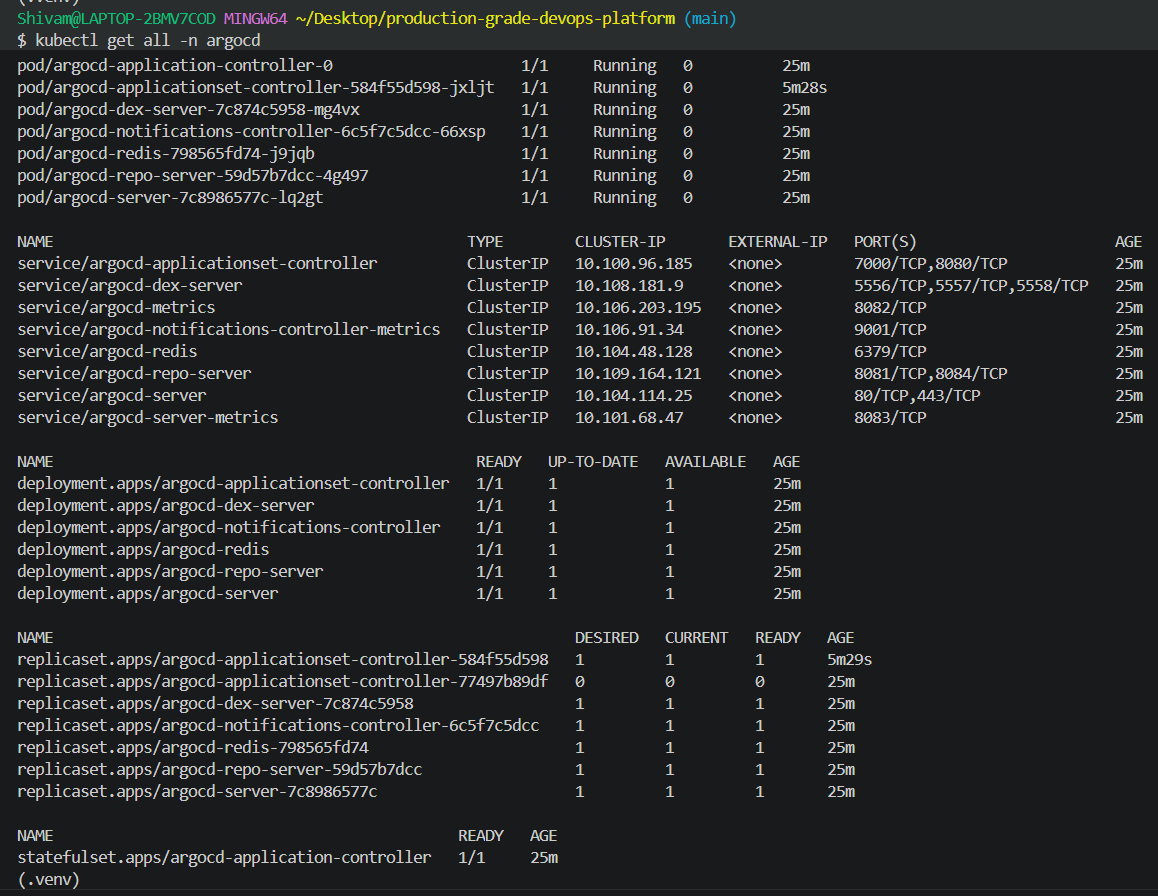 (.venv)
Shivam@LAPTOP-2BMV7COD MINGW64 ~/Desktop/production-grade-devops-platform (main)
$ kubectl get all -n argocd
pod/argocd-application-controller-0                     1/1     Running   0          25m
pod/argocd-applicationset-controller-584f55d598-jxljt   1/1     Running   0          5m28s
pod/argocd-dex-server-7c874c5958-mg4vx                  1/1     Running   0          25m
pod/argocd-notifications-controller-6c5f7c5dcc-66xsp    1/1     Running   0          25m
pod/argocd-redis-798565fd74-j9jqb                       1/1     Running   0          25m
pod/argocd-repo-server-59d57b7dcc-4g497                 1/1     Running   0          25m
pod/argocd-server-7c8986577c-lq2gt                      1/1     Running   0          25m

NAME                                              TYPE        CLUSTER-IP       EXTERNAL-IP   PORT(S)                      AGE
service/argocd-applicationset-controller          ClusterIP   10.100.96.185    <none>        7000/TCP,8080/TCP            25m
service/argocd-dex-server                         ClusterIP   10.108.181.9     <none>        5556/TCP,5557/TCP,5558/TCP   25m
service/argocd-metrics                            ClusterIP   10.106.203.195   <none>        8082/TCP                     25m
service/argocd-notifications-controller-metrics   ClusterIP   10.106.91.34     <none>        9001/TCP                     25m
service/argocd-redis                              ClusterIP   10.104.48.128    <none>        6379/TCP                     25m
service/argocd-repo-server                        ClusterIP   10.109.164.121   <none>        8081/TCP,8084/TCP            25m
service/argocd-server                             ClusterIP   10.104.114.25    <none>        80/TCP,443/TCP               25m
service/argocd-server-metrics                     ClusterIP   10.101.68.47     <none>        8083/TCP                     25m

NAME                                               READY   UP-TO-DATE   AVAILABLE   AGE
deployment.apps/argocd-applicationset-controller   1/1     1            1           25m
deployment.apps/argocd-dex-server                  1/1     1            1           25m
deployment.apps/argocd-notifications-controller    1/1     1            1           25m
deployment.apps/argocd-redis                       1/1     1            1           25m
deployment.apps/argocd-repo-server                 1/1     1            1           25m
deployment.apps/argocd-server                      1/1     1            1           25m

NAME                                                          DESIRED   CURRENT   READY   AGE
replicaset.apps/argocd-applicationset-controller-584f55d598   1         1         1       5m29s
replicaset.apps/argocd-applicationset-controller-77497b89df   0         0         0       25m
replicaset.apps/argocd-dex-server-7c874c5958                  1         1         1       25m
replicaset.apps/argocd-notifications-controller-6c5f7c5dcc    1         1         1       25m
replicaset.apps/argocd-redis-798565fd74                       1         1         1       25m
replicaset.apps/argocd-repo-server-59d57b7dcc                 1         1         1       25m
replicaset.apps/argocd-server-7c8986577c                      1         1         1       25m

NAME                                             READY   AGE
statefulset.apps/argocd-application-controller   1/1     25m
(.venv)